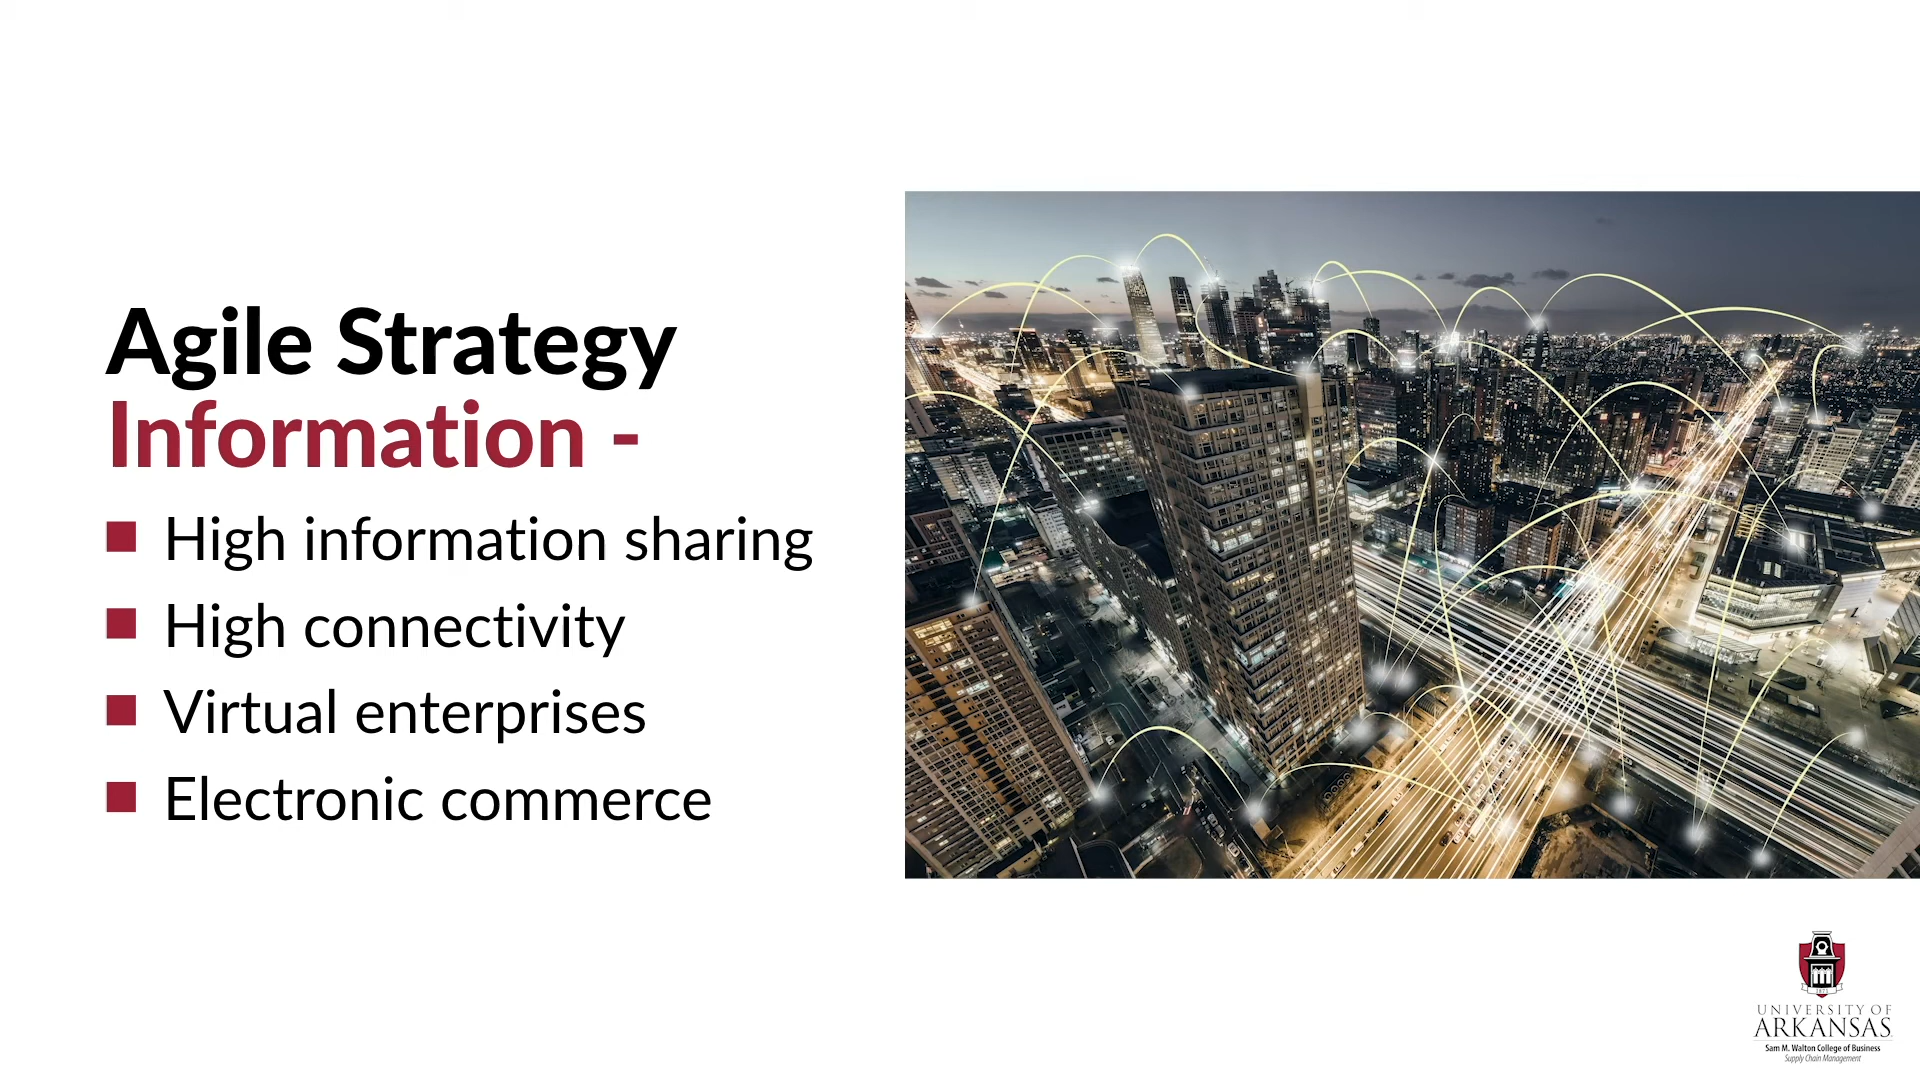 Agile Strategy
Information -
High information sharing
High connectivity
Virtual enterprises
Electronic commerce
1871
UNIVERSITY OF
ARKANSAS
Sam M. Walton College of Business
Supply Chain Management